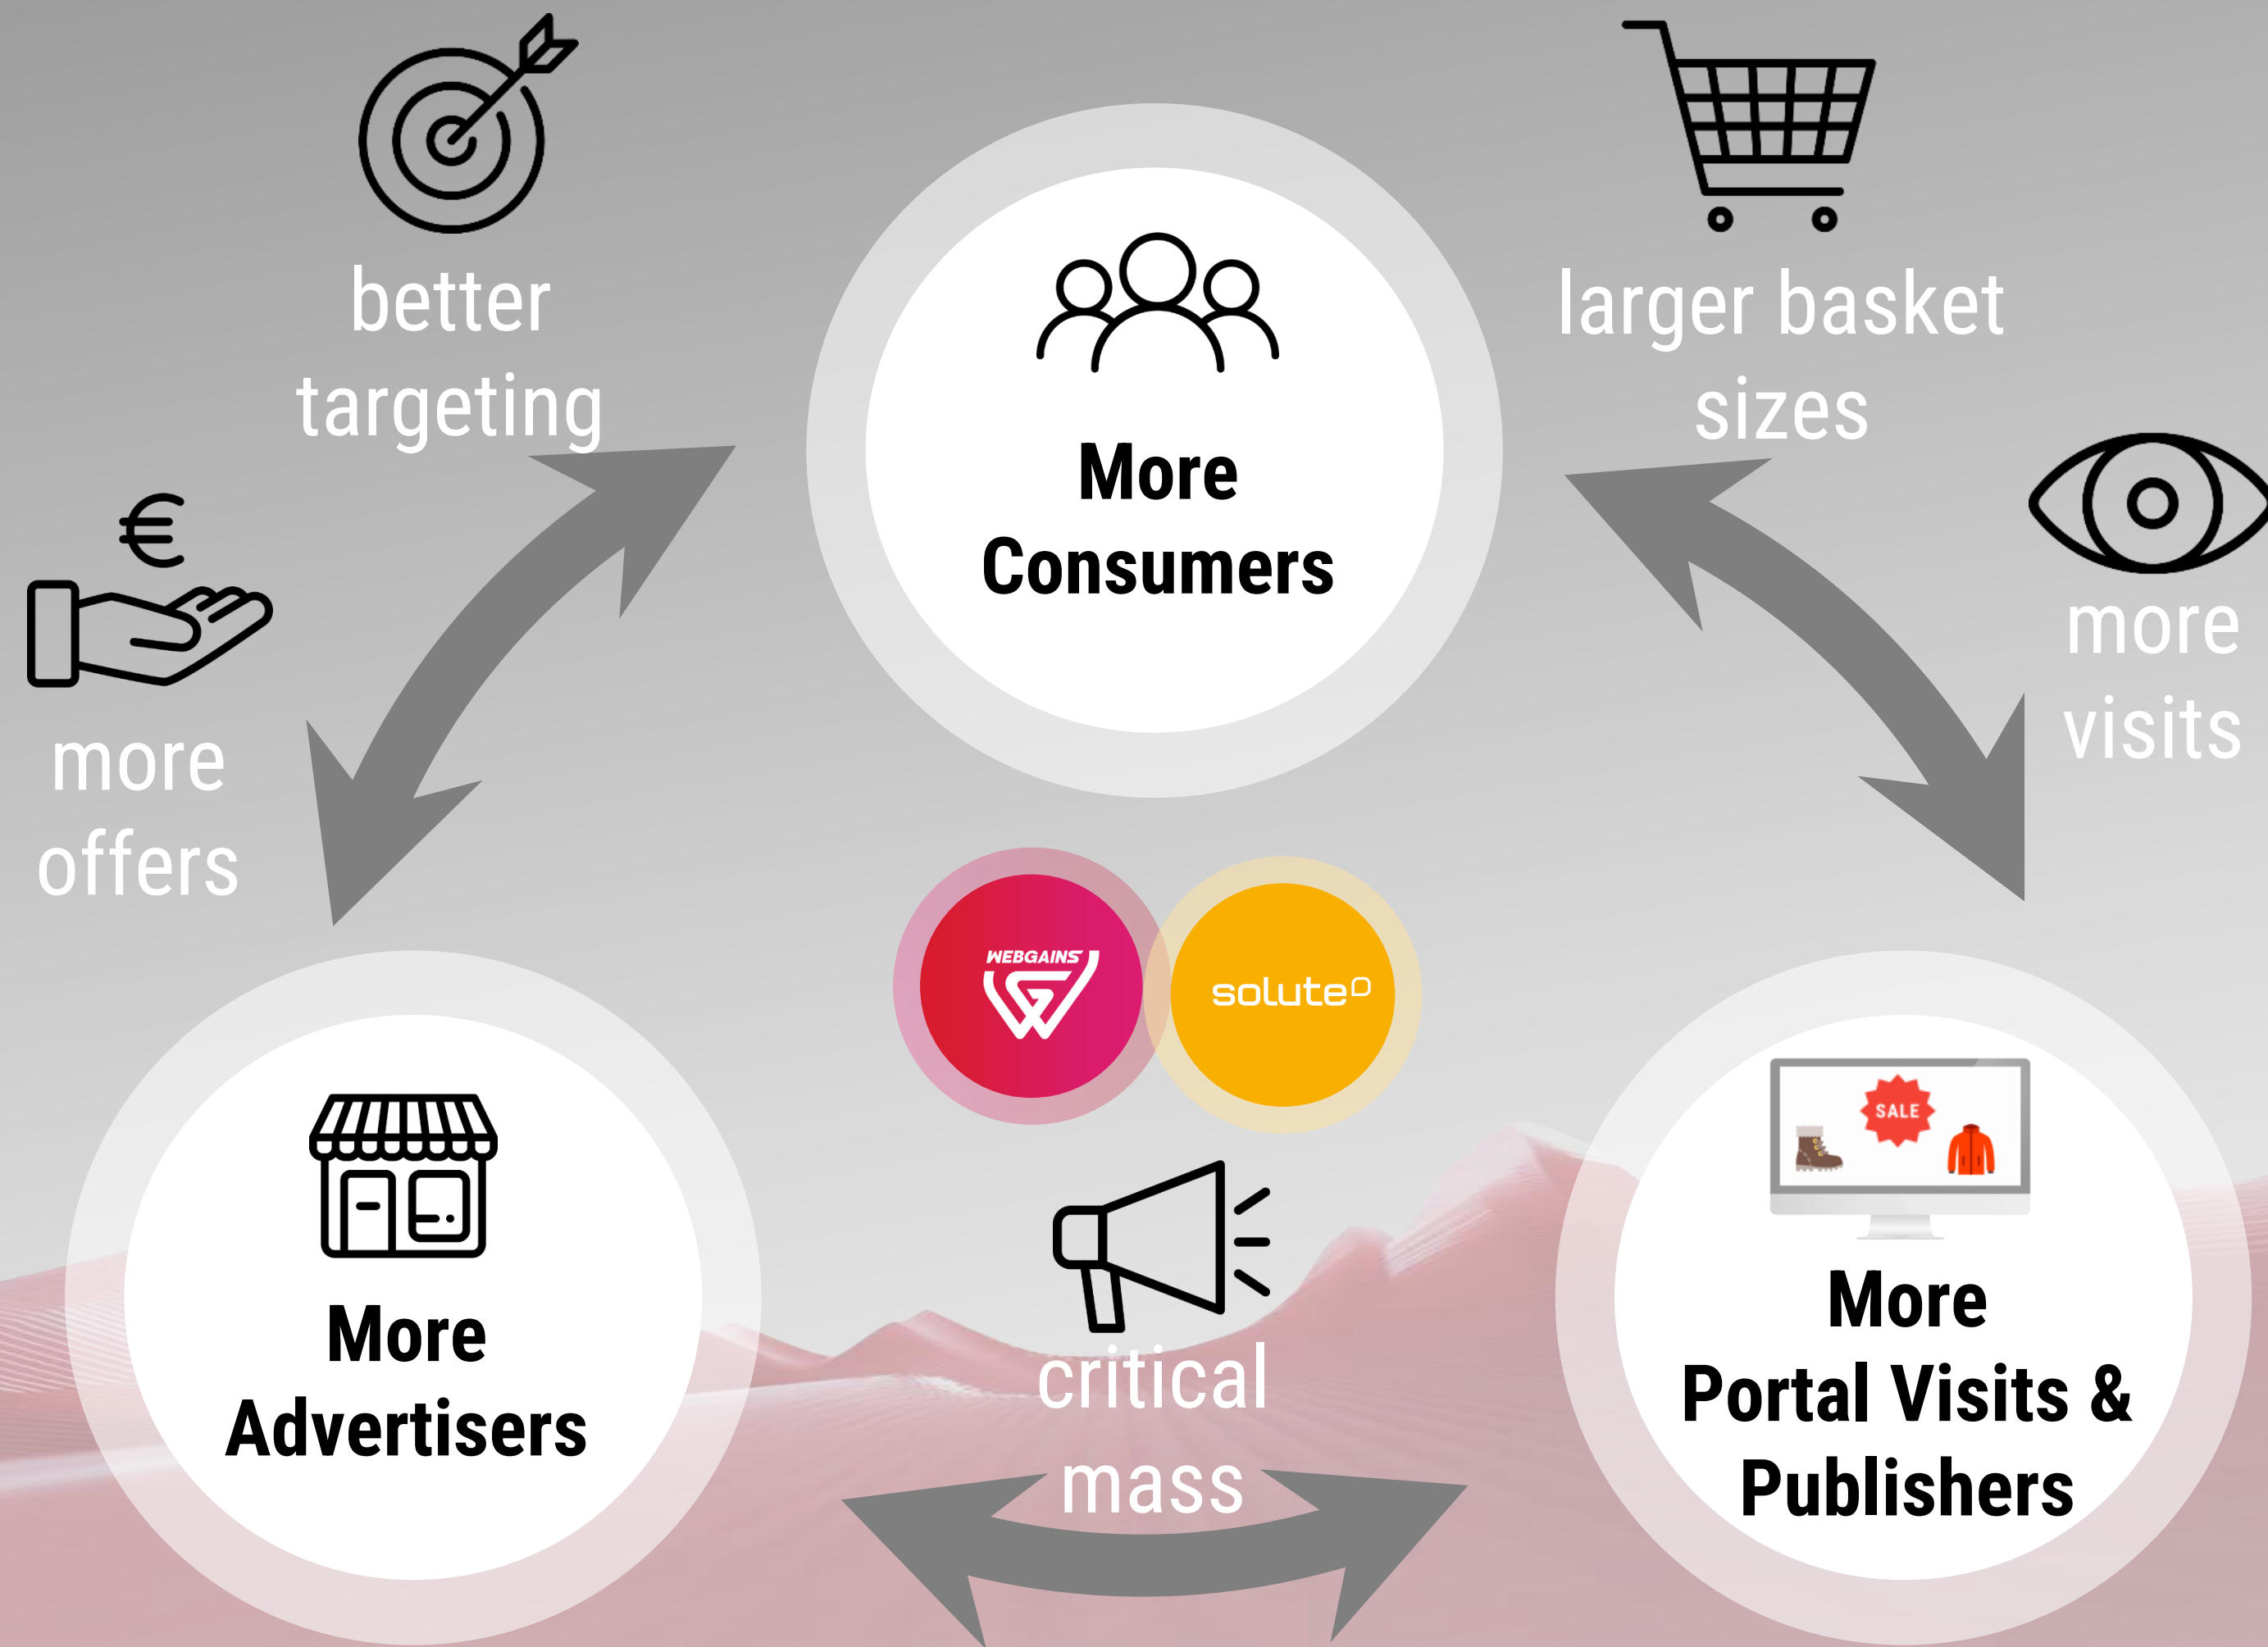 better
targeting
larger basket
sizes
More
Consumers
€
more
visits
more
offers
WEBGAINS
solute
SALE
More
Advertisers
critical
mass
More
Portal Visits &
Publishers